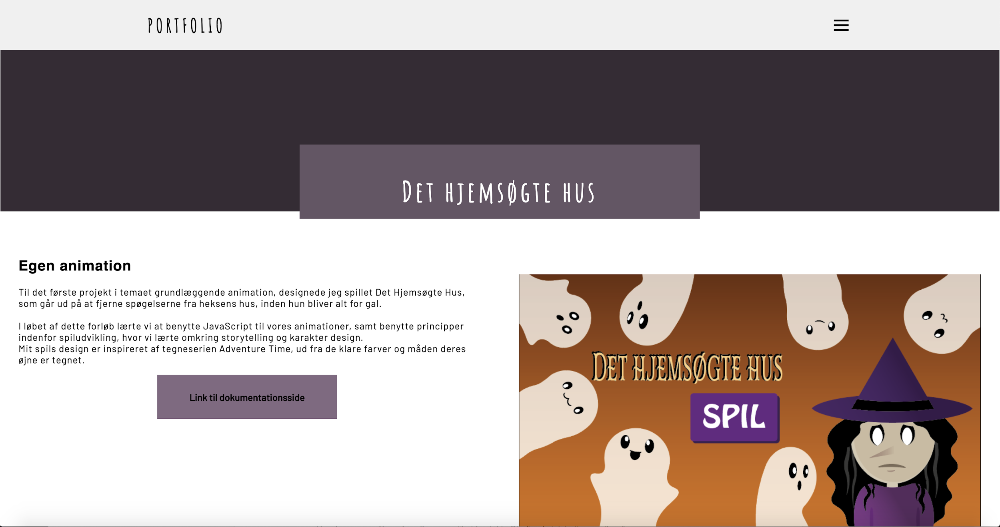 PORTFOLIO
Det hjemsøgte hus
Egen animation
Til det første projekt i temaet grundlæggende animation, designede jeg spillet Det Hjemsøgte Hus,
som går ud på at fjerne spøgelserne fra heksens hus, inden hun bliver alt for gal.
I løbet af dette forløb lærte vi at benytte JavaScript til vores animationer, samt benytte principper
indenfor spiludvikling, hvor vi lærte omkring storytelling og karakter design.
Mit spils design er inspireret af tegneserien Adventure Time, ud fra de klare farver og måden deres
øjne er tegnet.
Link til dokumentationsside
Det hjemsøgte hus
SPIL